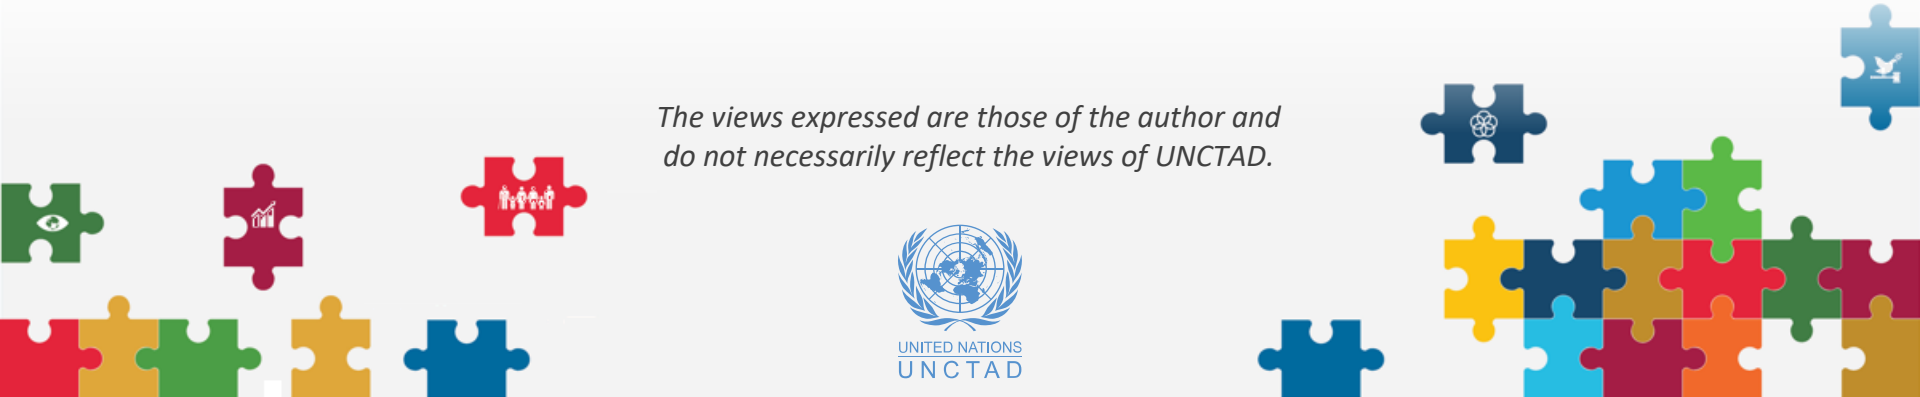 The views expressed are those of the author and
do not necessarily reflect the views of UNCTAD.
UNITED NATIONS
UNCTAD